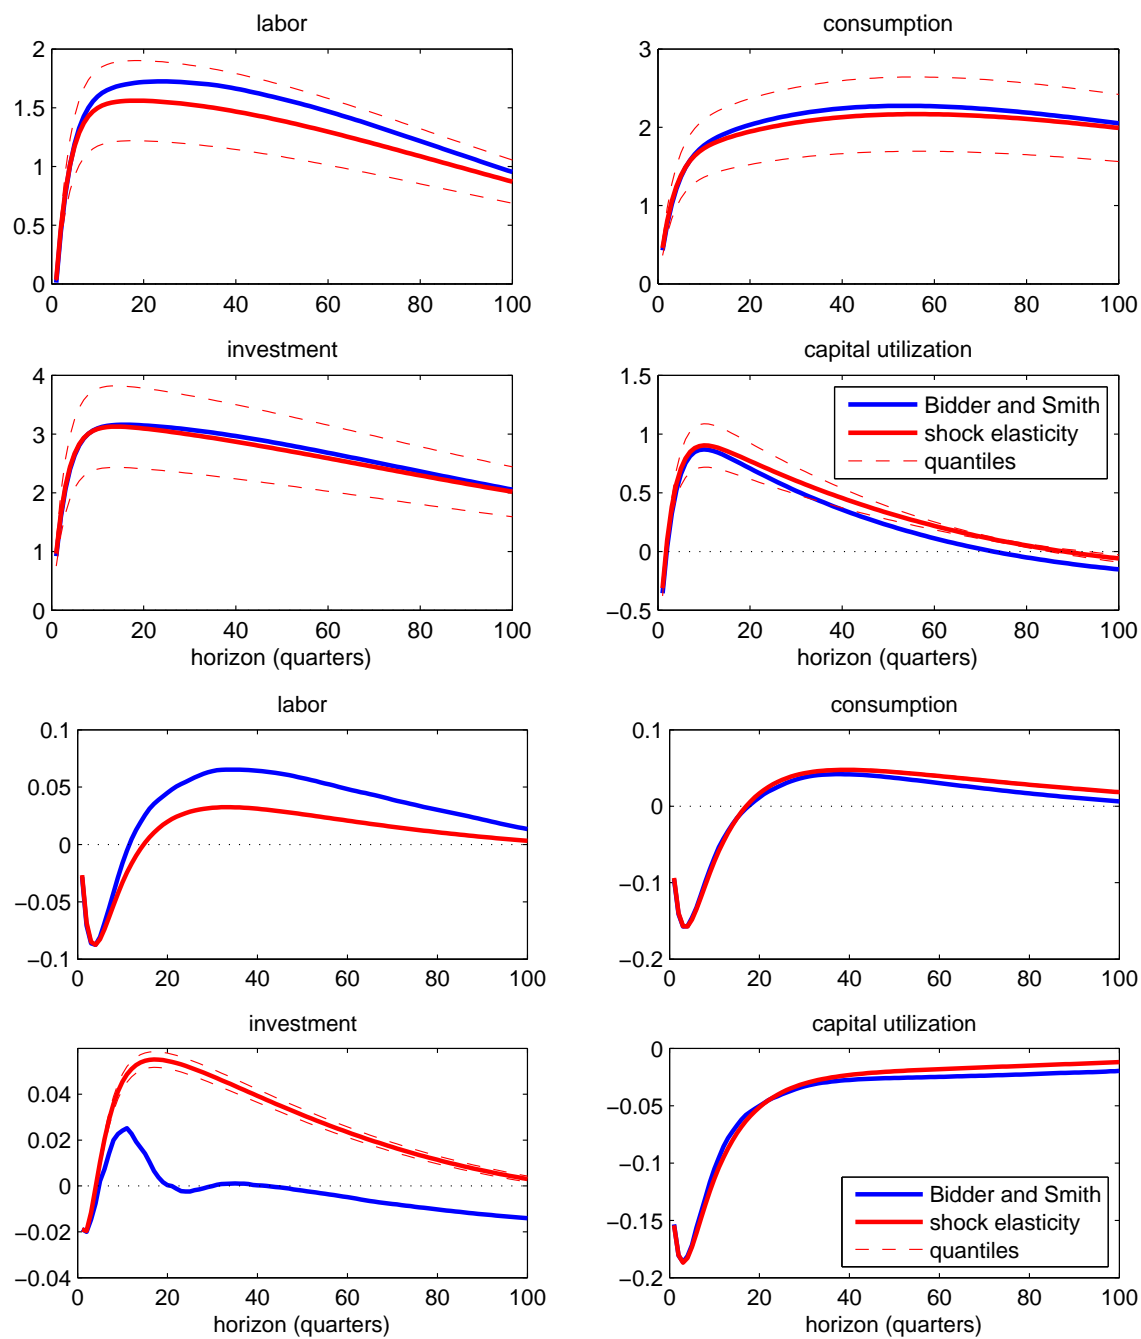 labor
consumption
2
1.5
1
0.5
0
0 20 40 60 80 100
3
2
1
0
0 20 40 60 80 100
investment
capital utilization
4
3
2
1
0
0 20 40 60 80 100
horizon (quarters)
1.5
1
0.5
0
−0.5
0 20 40 60 80 100
horizon (quarters)
Bidder and Smith
shock elasticity
quantiles
labor
consumption
0.1
0.05
0
−0.05
−0.1
0 20 40 60 80 100
0.1
0
−0.1
−0.2
0 20 40 60 80 100
investment
capital utilization
0.04
0.02
0
−0.02
−0.04
0 20 40 60 80 100
horizon (quarters)
0
−0.05
−0.1
−0.15
−0.2
0 20 40 60 80 100
horizon (quarters)
Bidder and Smith
shock elasticity
quantiles